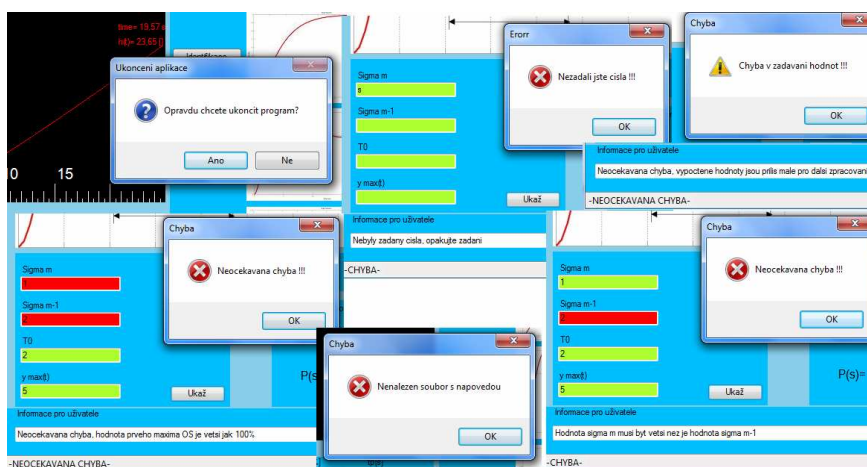 time= 19.57
h(t)= 23.65
Identifikace
Ukonceni aplikace
Opravdu chcete ukoncit program?
Ano
Ne
10
15
Sigma m
s
Sigma m-1
T0
y max(t)
Ukaž
Erorr
Nezadali jste cisla !!!
OK
Chyba
Chyba v zadavani hodnot !!!
OK
Informace pro uživatele
Neocekavana chyba, vypoctene hodnoty jsou prilis male pro dalsi zpracovani
-NEOCEKAVANA CHYBA-
Sigma m
1
Sigma m-1
2
T0
2
y max(t)
5
Ukaž
Chyba
Neocekavana chyba !!!
OK
P(s
Informace pro uživatele
Neocekavana chyba, hodnota prveho maxima OS je vetsi jak 100%
-NEOCEKAVANA CHYBA-
Informace pro uživatele
Nebyly zadany cisla, opakujte zadani
-CHYBA-
Chyba
Nenalezen soubor s napovedou
OK
Sigma m
1
Sigma m-1
2
T0
2
y max(t)
5
Ukaž
Chyba
Neocekavana chyba !!!
OK
P(s)=
Informace pro uživatele
Hodnota sigma m musi byt vetsi nez je hodnota sigma m-1
-CHYBA-